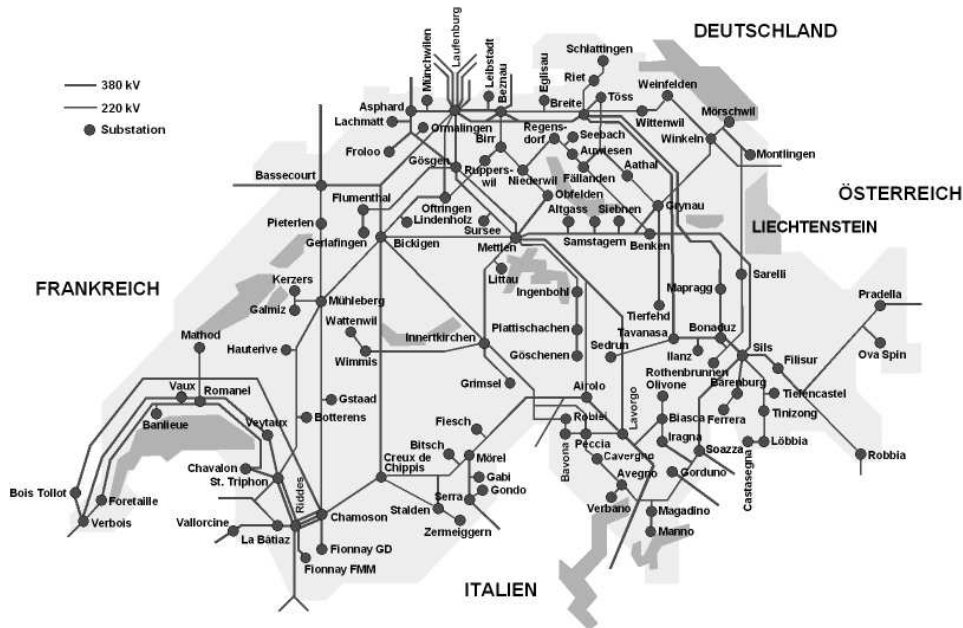 DEUTSCHLAND
380 kV
220 kV
Substation
Münchwilen
Laufenburg
Leibstadt
Beznau
Eglisau
Schlattingen
Riet
Weinfelden
Töss
Breite
Mörschwil
Wittenwil
Winkeln
Montlingen
Asphard
Lachmatt
Ormalingen
Froloo
Birr
Regens-
dorf
Seebach
Auwiesen
Aathal
Fällanden
Gösgen
Ruppers-
wil
Niederwil
Obfelden
Bassecourt
Flumenthal
Oftringen
Lindenholz
Sursee
Altgass
Siebnen
Grynau
ÖSTERREICH
LIECHTENSTEIN
Pieterlen
Gerlafingen
Bickigen
Mettlen
Samstagern
Benken
Littau
Sarelli
FRANKREICH
Kerzers
Galmiz
Mühleberg
Ingenbohl
Mapragg
Tierfehd
Pradella
Wattenwil
Wimmis
Innertkirchen
Plattischachen
Göschenen
Tavanasa
Bonaduz
Sedrun
Ilanz
Sils
Ova Spin
Mathod
Hauterive
Rothenbrunnen
Filisur
Grimsel
Airolo
Olivone
Bärenburg
Tiefencastel
Vaux
Romanel
Gstaad
Botterens
Banlieue
Veytaux
Fiesch
Robiei
Lavorgo
Biasca
Ferrera
Tinizong
Bitsch
Creux de
Chippis
Mörel
Bavona
Peccia
Cavergno
Iragna
Soazza
Castasegna
Löbbia
Robbia
Chavalon
St. Triphon
Riddes
Gabi
Gondo
Avegno
Gorduno
Bois Tollot
Foretaille
Verbois
Vallorcine
La Bâtiaz
Chamoson
Serra
Stalden
Zermeiggern
Verbano
Magadino
Manno
Fionnay GD
Fionnay FMM
ITALIEN